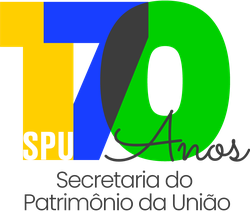 170
SPU Anos
Secretaria do
Patrimônio da União